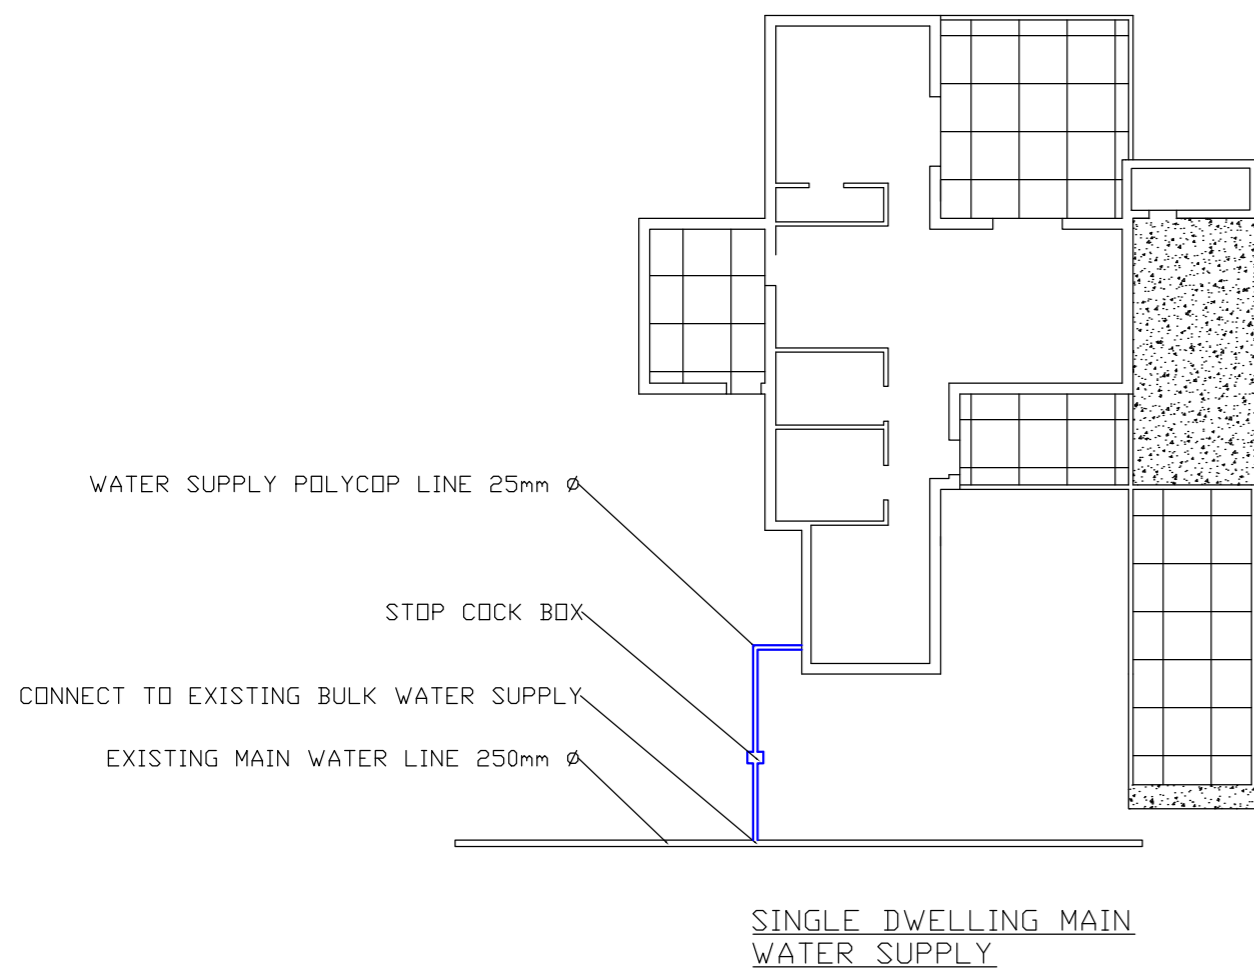 WATER SUPPLY POLYCOP LINE 25mm Ø
STOP COCK BOX
CONNECT TO EXISTING BULK WATER SUPPLY
EXISTING MAIN WATER LINE 250mm Ø
SINGLE DWELLING MAIN
WATER SUPPLY